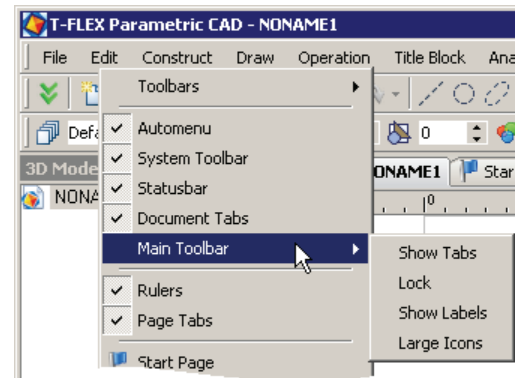 T-FLEX Parametric CAD - NONAME1
File Edit Construct Draw Operation Title Block Ana
Toolbars
Defa
0
Automenu
3D Mode
System Toolbar
NONAME1
Star
NONA
Statusbar
0
Document Tabs
Main Toolbar
Show Tabs
Lock
Rulers
Show Labels
Page Tabs
Large Icons
Start Page